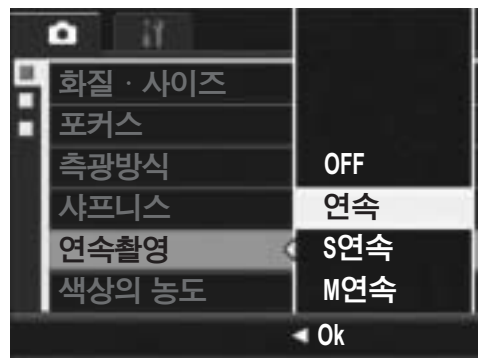 화질 · 사이즈
포커스
측광방식
샤프니스
연속촬영
색상의 농도
OFF
연속
S연속
M연속
◀ Ok